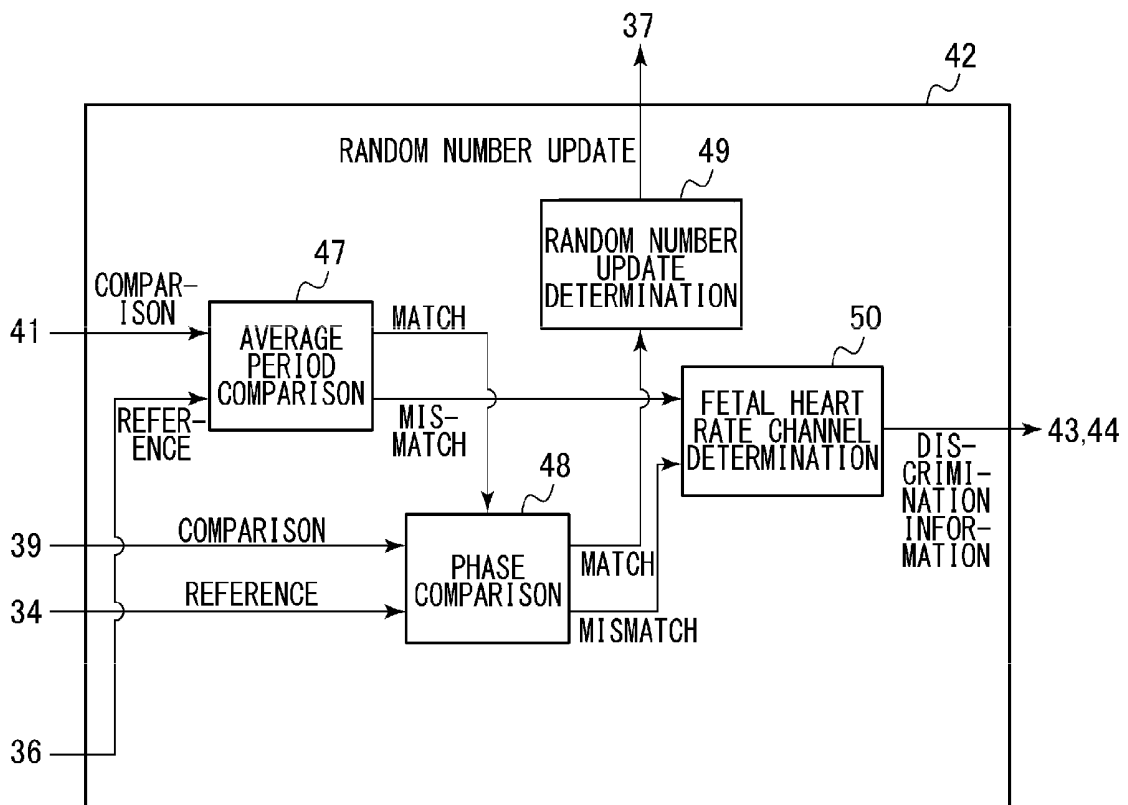 37
42
RANDOM NUMBER UPDATE
49
RANDOM NUMBER
UPDATE
DETERMINATION
47
COMPAR-
ISON
41
AVERAGE
PERIOD
COMPARISON
MATCH
50
REFER-
ENCE
MIS-
MATCH
FETAL HEART
RATE CHANNEL
DETERMINATION
43,44
DIS-
CRIMI-
NATION
INFOR-
MATION
48
39
COMPARISON
PHASE
COMPARISON
MATCH
34
REFERENCE
MISMATCH
36